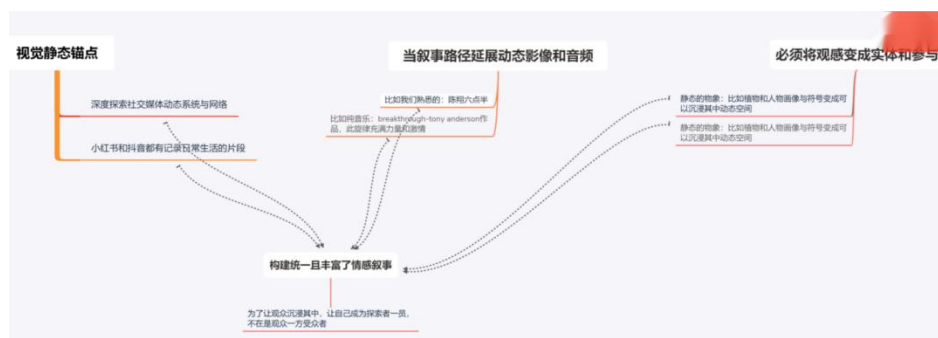 视觉静态锚点
深度探索社交媒体动态系统与网络
小红书和抖音都有记录日常生活的片段
当叙事路径延展动态影像和音频
比如我们熟悉的：陈翔六点半
比如纯音乐：breakthrough-tony anderson作
品，此旋律充满力量和激情
必须将观感变成实体和参与
静态的物象：比如植物和人物画像与符号变成可
以沉浸其中动态空间
静态的物象：比如植物和人物画像与符号变成可
以沉浸其中动态空间
构建统一且丰富了情感叙事
为了让观众沉浸其中，让自己成为探索者一员，
不在是观众一方受众者